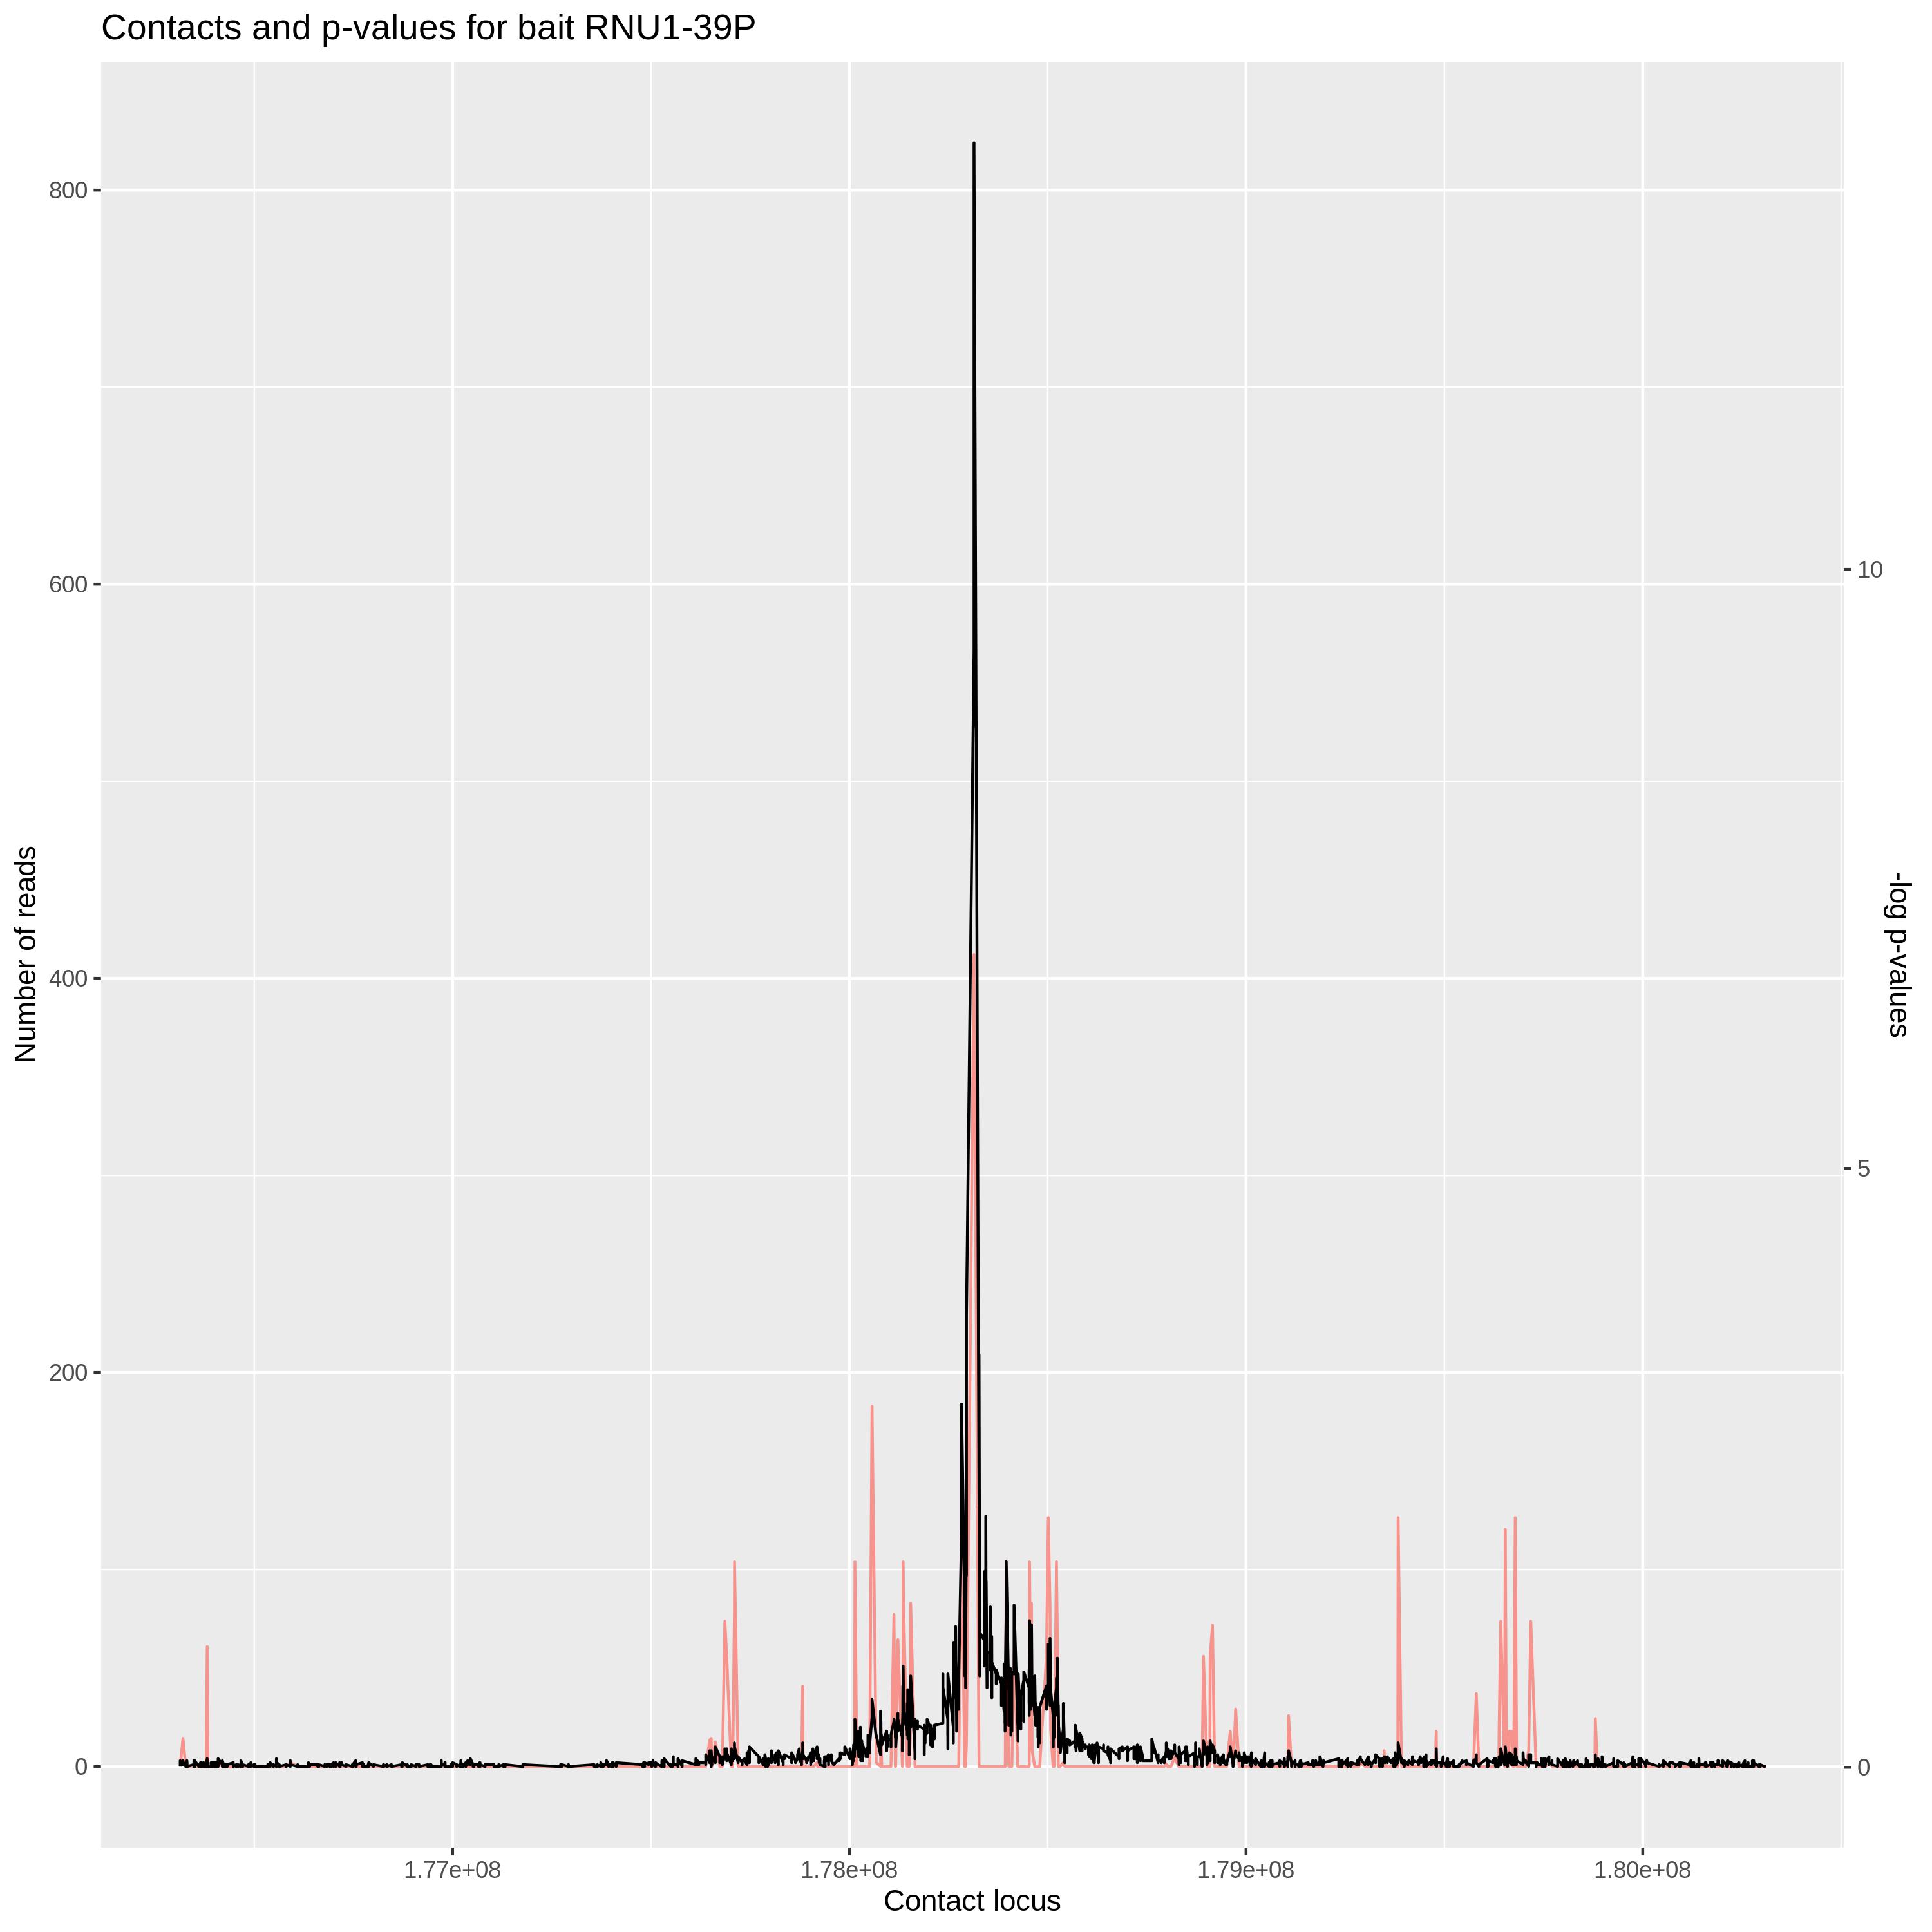 Contacts and p-values for bait RNU1-39P
800
600
400
200
0
Number of reads
10
5
0
-log p-values
1.77e+08
1.78e+08
1.79e+08
1.80e+08
Contact locus